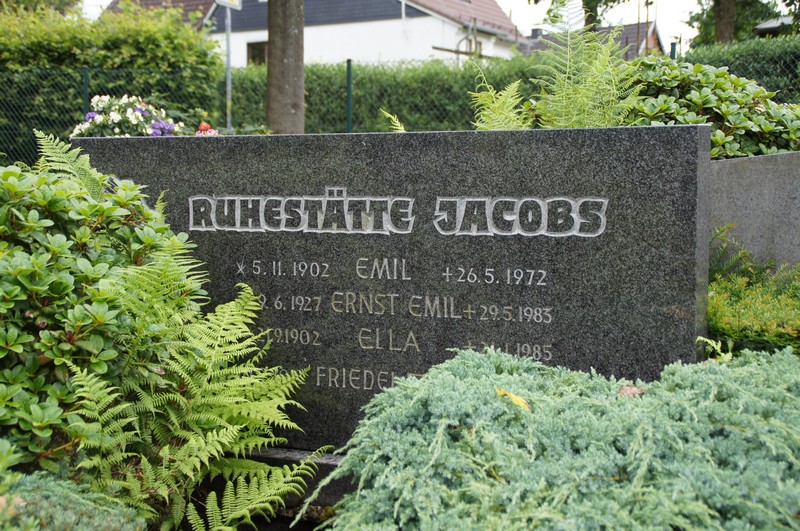 RUHESTÄTTE JACOBS
* 5.11.1902 EMIL +26.5.1972
9.6.1927 ERNST EMIL +29.5.1983
1902 ELLA 1985